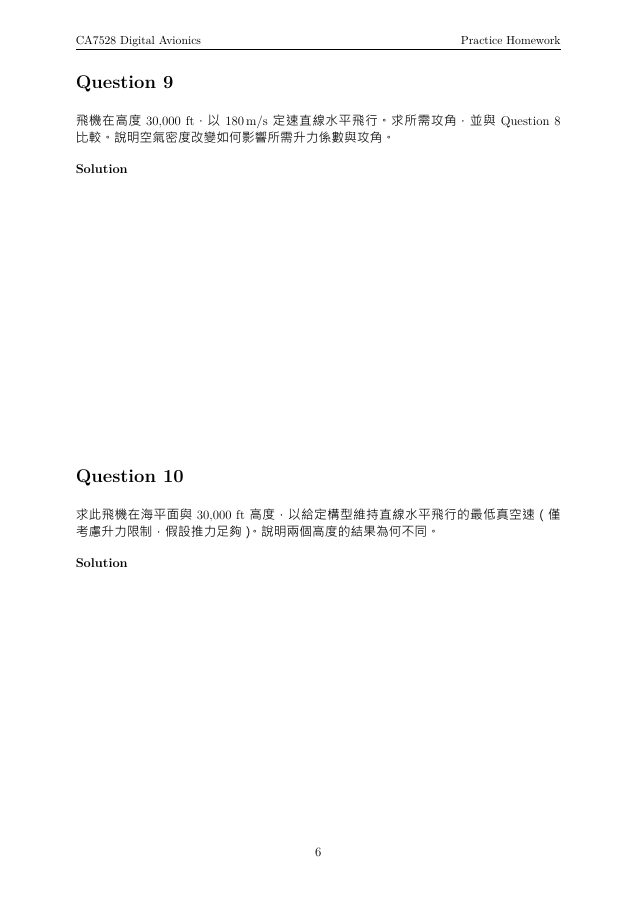 CA7528 Digital Avionics Practice Homework
Question 9
飛機在高度 30,000 ft，以 180 m/s 定速直線水平飛行。求所需攻角，並與 Question 8
比較。說明空氣密度改變如何影響所需升力係數與攻角。
Solution
Question 10
求此飛機在海平面與 30,000 ft 高度，以給定構型維持直線水平飛行的最低真空速（僅
考慮升力限制，假設推力足夠）。說明兩個高度的結果為何不同。
Solution
6